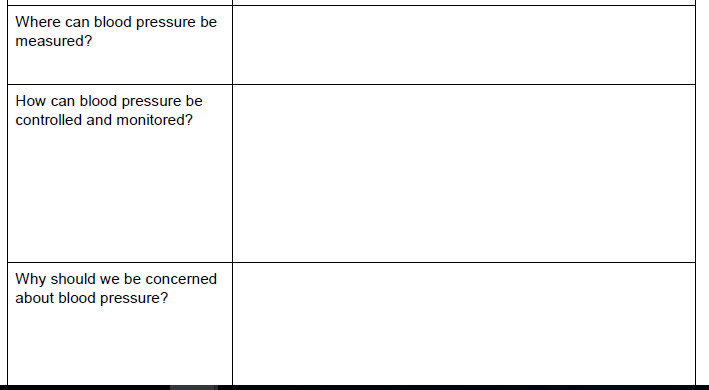 Where can blood pressure be
measured?
How can blood pressure be
controlled and monitored?
Why should we be concerned
about blood pressure?